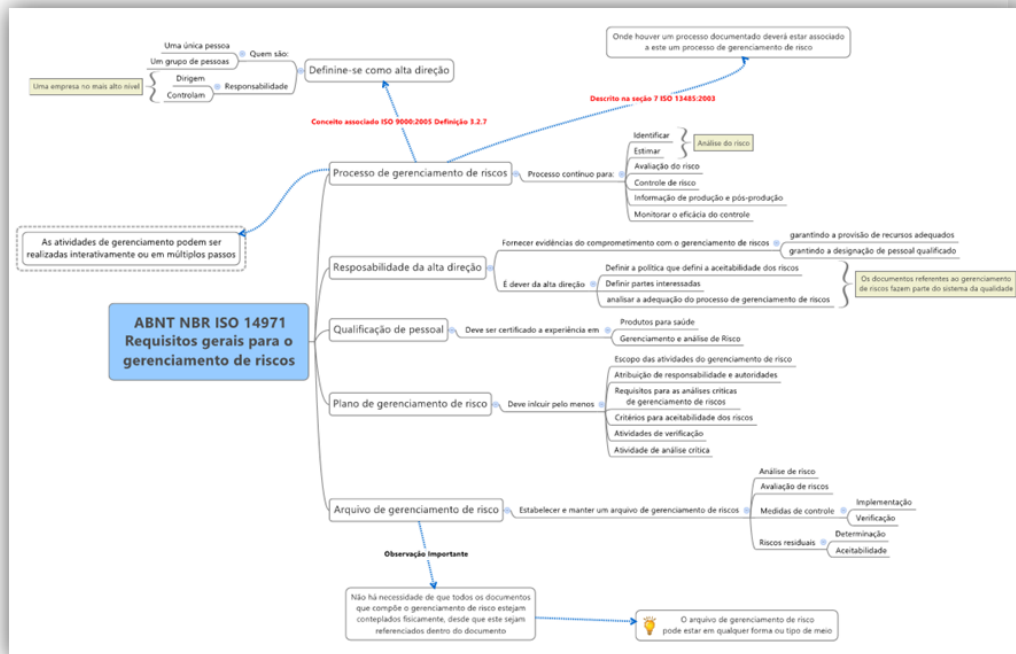 Onde houver um processo documentado deverá estar associado
a este um processo de gerenciamento de risco
Uma única pessoa
Um grupo de pessoas
Quem são:
Uma empresa no mais alto nível
Dirigem
Controlam
Responsabilidade
Definine-se como alta direção
Descrito na seção 7 ISO 13485:2003
Conceito associado ISO 9000:2005 Definição 3.2.7
Processo de gerenciamento de riscos
Processo contínuo para:
Identificar
Estimar
Análise do risco
Avaliação do risco
Controle de risco
Informação de produção e pós-produção
Monitorar o eficácia do controle
As atividades de gerenciamento podem ser
realizadas interativamente ou em múltiplos passos
Resposabilidade da alta direção
Fornecer evidências do comprometimento com o gerenciamento de riscos
garantindo a provisão de recursos adequados
grantindo a designação de pessoal qualificado
É dever da alta direção
Definir a política que defini a aceitabilidade dos riscos
Definir partes interessadas
analisar a adequação do processo de gerenciamento de riscos
Os documentos referentes ao gerenciamento
de riscos fazem parte do sistema da qualidade
ABNT NBR ISO 14971
Requisitos gerais para o
gerenciamento de riscos
Qualificação de pessoal
Deve ser certificado a experiência em
Produtos para saúde
Gerenciamento e análise de Risco
Plano de gerenciamento de risco
Deve inlcuir pelo menos
Escopo das atividades do gerenciamento de risco
Atribuição de responsabilidade e autoridades
Requisitos para as análises críticas
de gerenciamento de riscos
Critérios para aceitabilidade dos riscos
Atividades de verificação
Atividade de análise crítica
Arquivo de gerenciamento de risco
Estabelecer e manter um arquivo de gerenciamento de riscos
Análise de risco
Avaliação de riscos
Medidas de controle
Implementação
Verificação
Riscos residuais
Determinação
Aceitabilidade
Observação Importante
Não há necessidade de que todos os documentos
que compõe o gerenciamento de risco estejam
conteplados fisicamente, desde que este sejam
referenciados dentro do documento
O arquivo de gerenciamento de risco
pode estar em qualquer forma ou tipo de meio